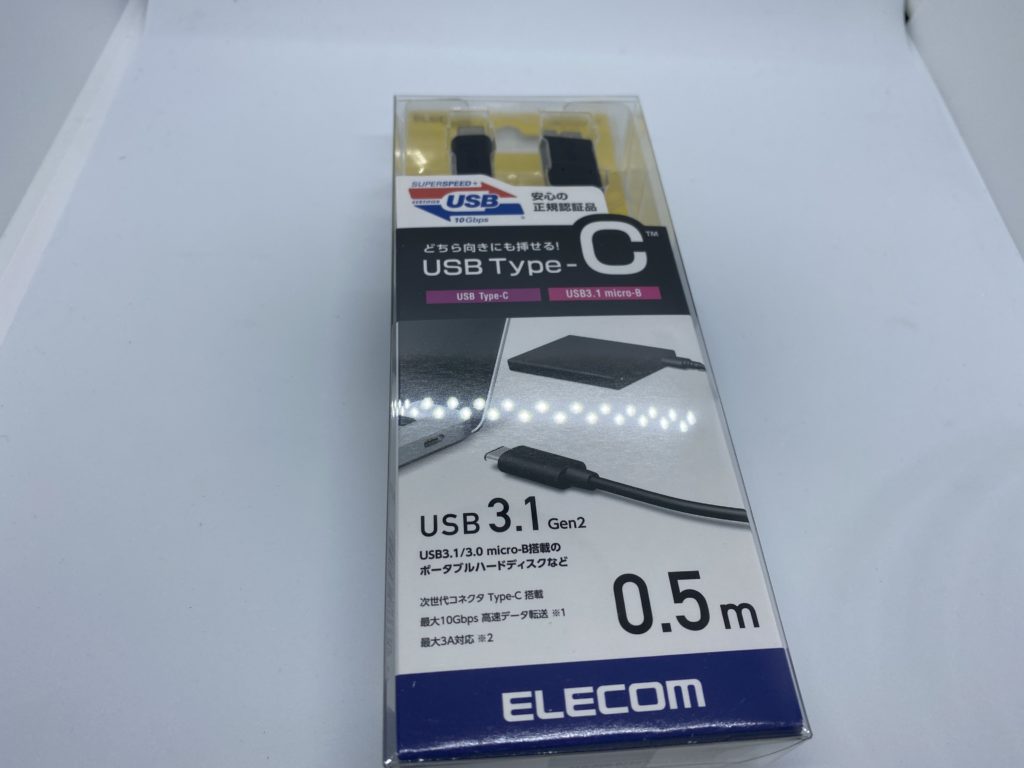 ELEC
SUPERSPEED+
CERTIFIED USB
10Gbps
安心の
正規認証品
どちら向きにも挿せる!
USB Type-C™
USB Type-C
USB3.1 micro-B
USB 3.1 Gen2
USB3.1/3.0 micro-B搭載の
ポータブルハードディスクなど
次世代コネクタ Type-C 搭載
最大10Gbps 高速データ転送 ※1
最大3A対応 ※2
0.5m
ELECOM